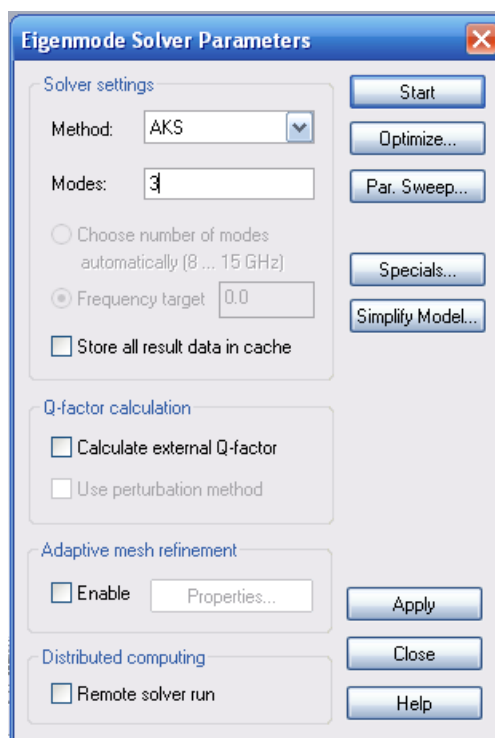 Eigenmode Solver Parameters
Solver settings
Method: AKS
Modes: 3
Choose number of modes
automatically (8 ... 15 GHz)
Frequency target 0.0
Store all result data in cache
Q-factor calculation
Calculate external Q-factor
Use perturbation method
Adaptive mesh refinement
Enable Properties...
Distributed computing
Remote solver run
Start
Optimize...
Par. Sweep...
Specials...
Simplify Model...
Apply
Close
Help